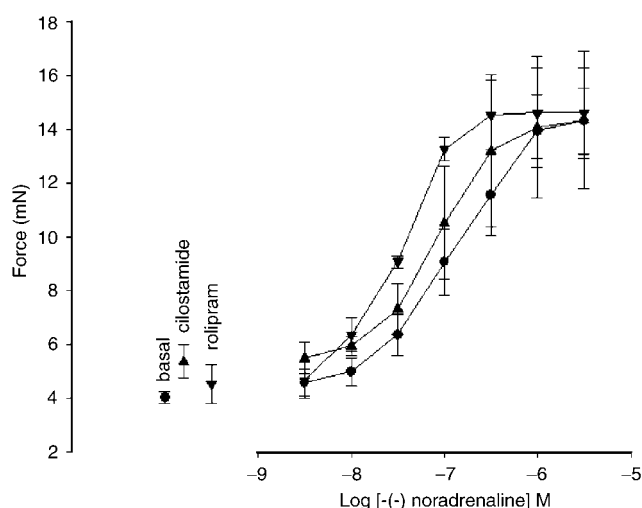 18
16
14
12
10
8
6
4
2
Force (mN)
basal
cilostamide
rolipram
−9
−8
−7
−6
−5
Log [-(-) noradrenaline] M